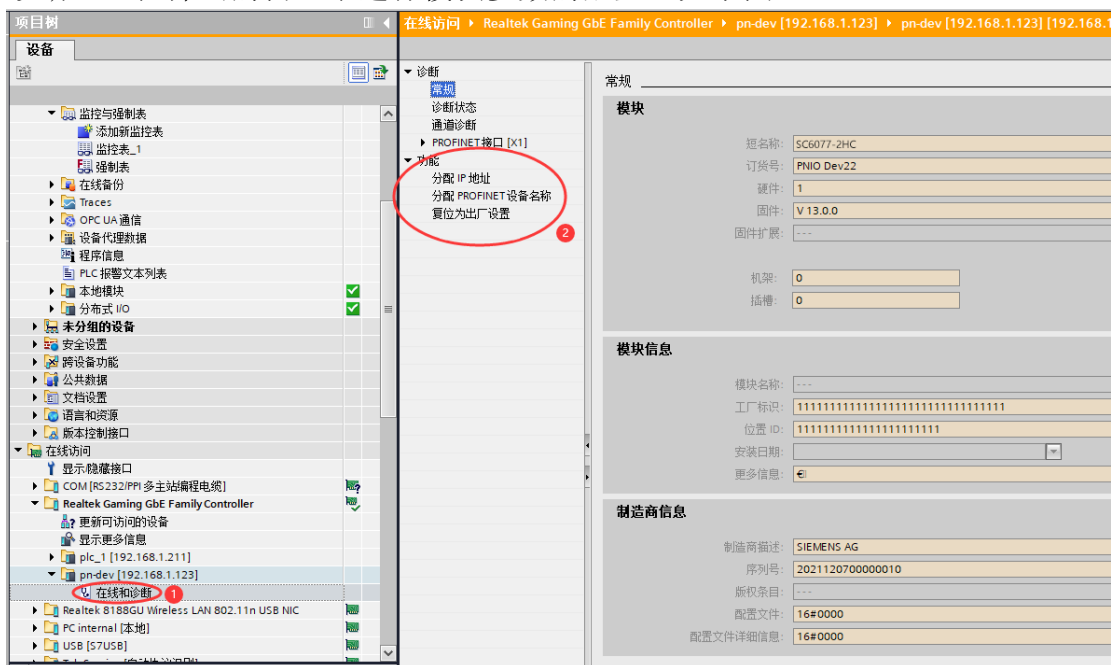 项目树
设备
监控与强制表
添加新监控表
监控表_1
强制表
在线备份
Traces
OPC UA 通信
设备代理数据
程序信息
PLC 报警文本列表
本地模块
分布式 I/O
未分组的设备
安全设置
跨设备功能
公共数据
文档设置
语言和资源
版本控制接口
在线访问
显示/隐藏接口
COM [RS232/PPI 多主站编程电缆]
Realtek Gaming GbE Family Controller
更新可访问的设备
显示更多信息
plc_1 [192.168.1.211]
pn-dev [192.168.1.123]
在线和诊断 1
Realtek 8188GU Wireless LAN 802.11n USB NIC
PC internal [本地]
USB [S7USB]
在线访问 ▸ Realtek Gaming GbE Family Controller ▸ pn-dev [192.168.1.123] ▸ pn-dev [192.168.1.123] [192.168.1
诊断
常规
诊断状态
通道诊断
PROFINET接口 [X1]
功能
分配 IP 地址
分配 PROFINET设备名称
复位为出厂设置
2
常规
模块
短名称: SC6077-2HC
订货号: PNIO Dev22
硬件: 1
固件: V 13.0.0
固件扩展: ---
机架: 0
插槽: 0
模块信息
模块名称: ---
工厂标识: 11111111111111111111111111111111
位置 ID: 1111111111111111111111
安装日期:
更多信息:
制造商信息
制造商描述: SIEMENS AG
序列号: 2021120700000010
版权条目: ---
配置文件: 16#0000
配置文件详细信息: 16#0000